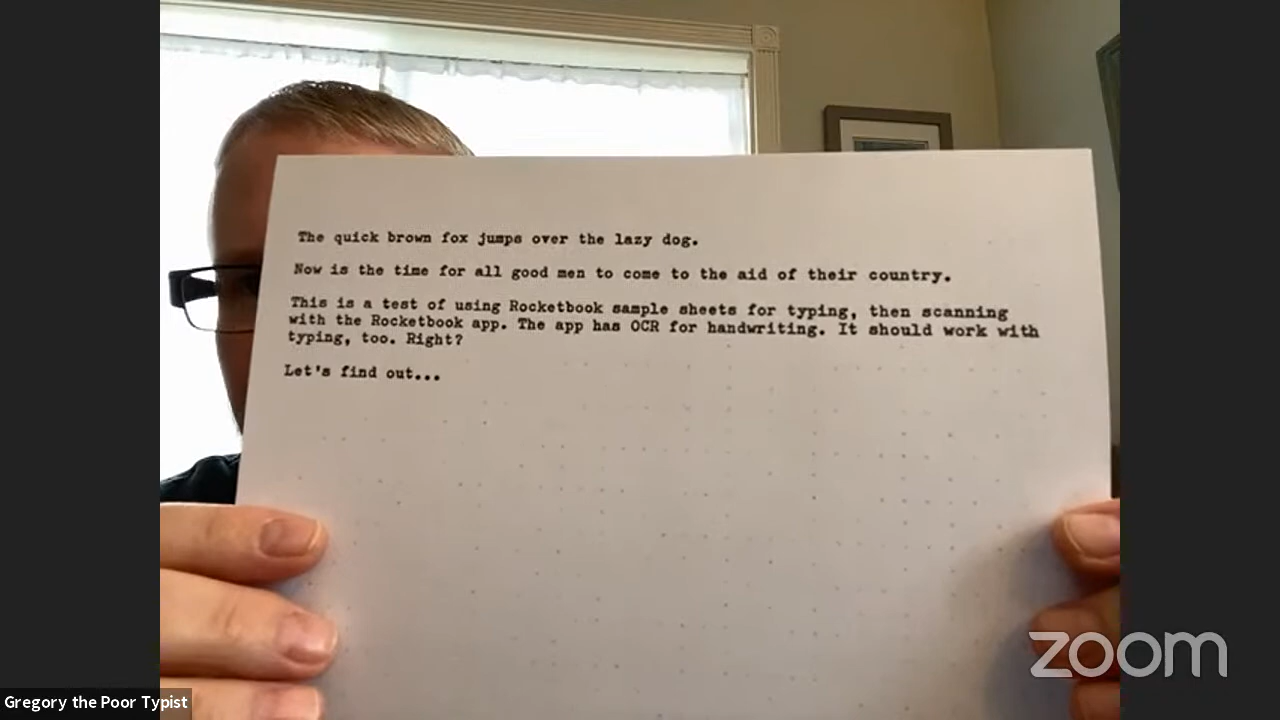 The quick brown fox jumps over the lazy dog.
Now is the time for all good men to come to the aid of their country.
This is a test of using Rocketbook sample sheets for typing, then scanning
with the Rocketbook app. The app has OCR for handwriting. It should work with
typing, too. Right?
Let's find out...
zoom
Gregory the Poor Typist